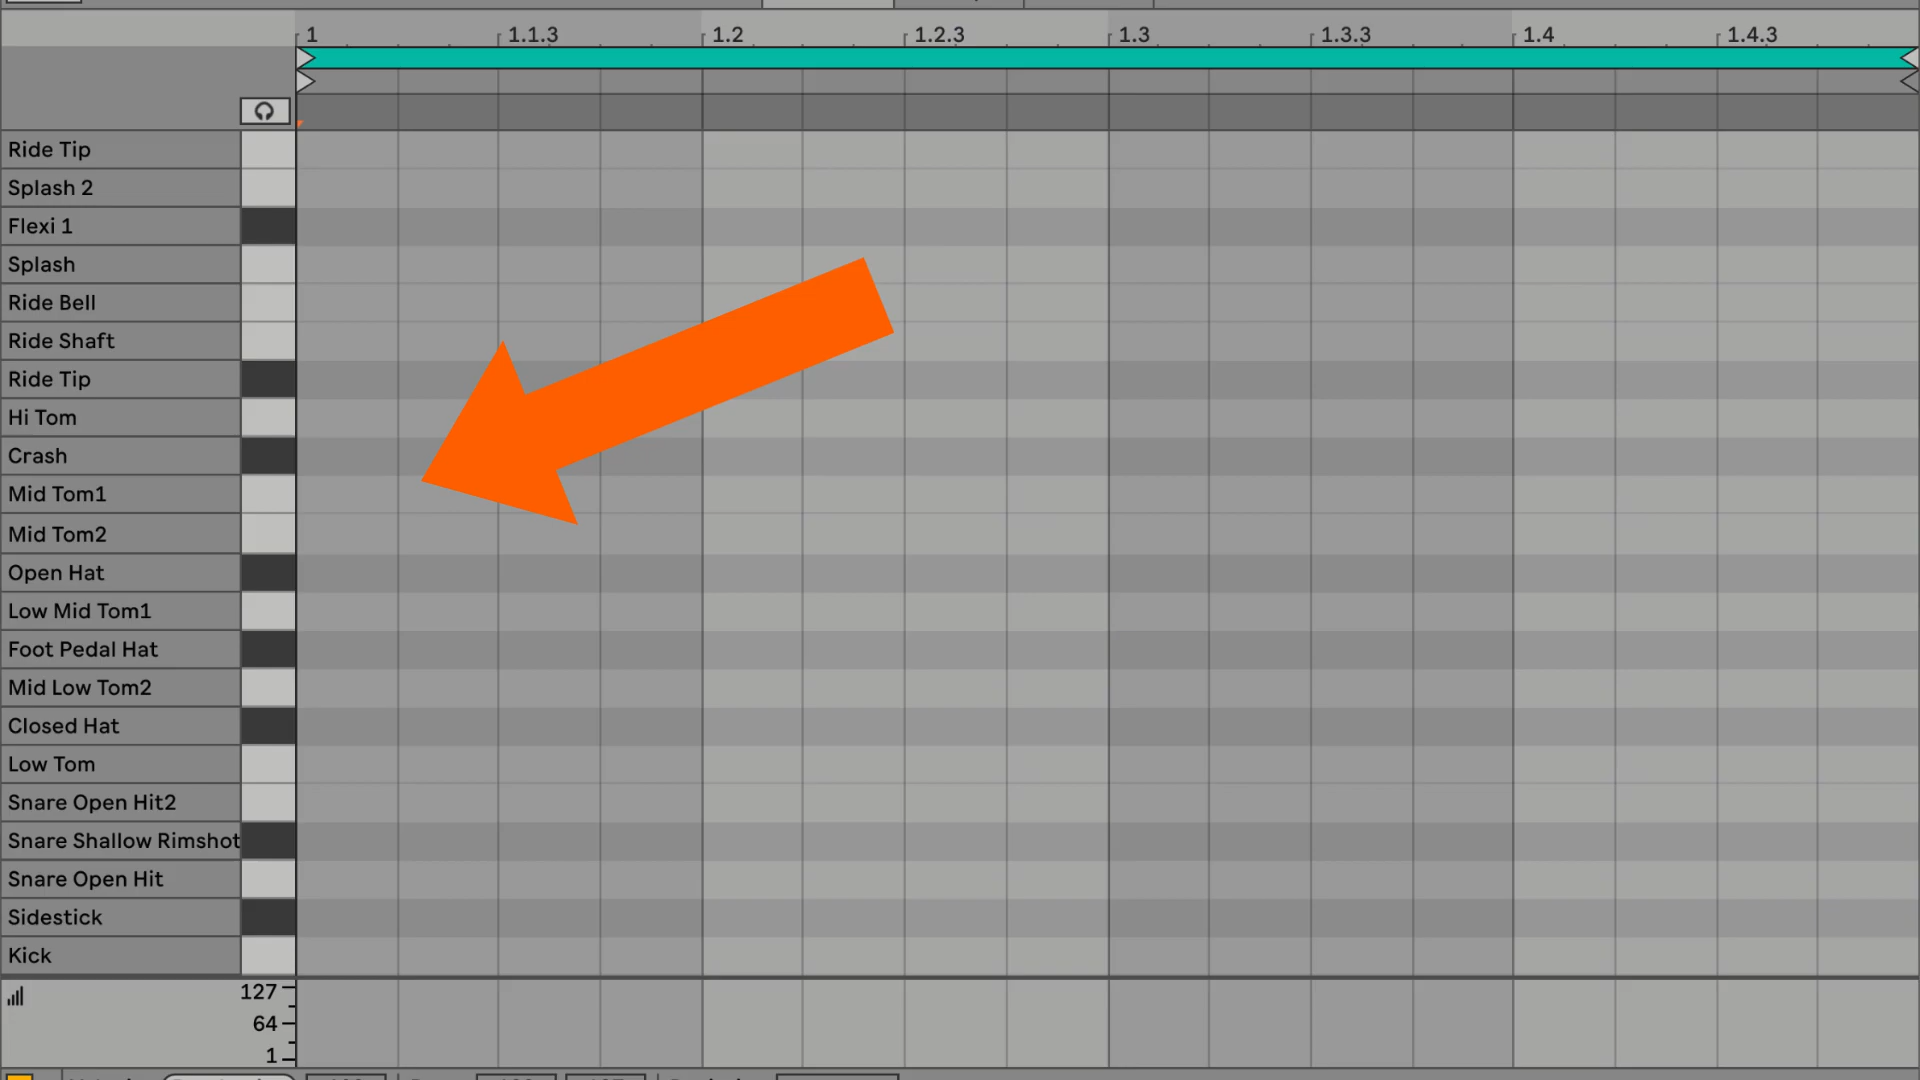 1 1.1.3 1.2 1.2.3 1.3 1.3.3 1.4 1.4.3
Ride Tip
Splash 2
Flexi 1
Splash
Ride Bell
Ride Shaft
Ride Tip
Hi Tom
Crash
Mid Tom1
Mid Tom2
Open Hat
Low Mid Tom1
Foot Pedal Hat
Mid Low Tom2
Closed Hat
Low Tom
Snare Open Hit2
Snare Shallow Rimshot
Snare Open Hit
Sidestick
Kick
127
64
1